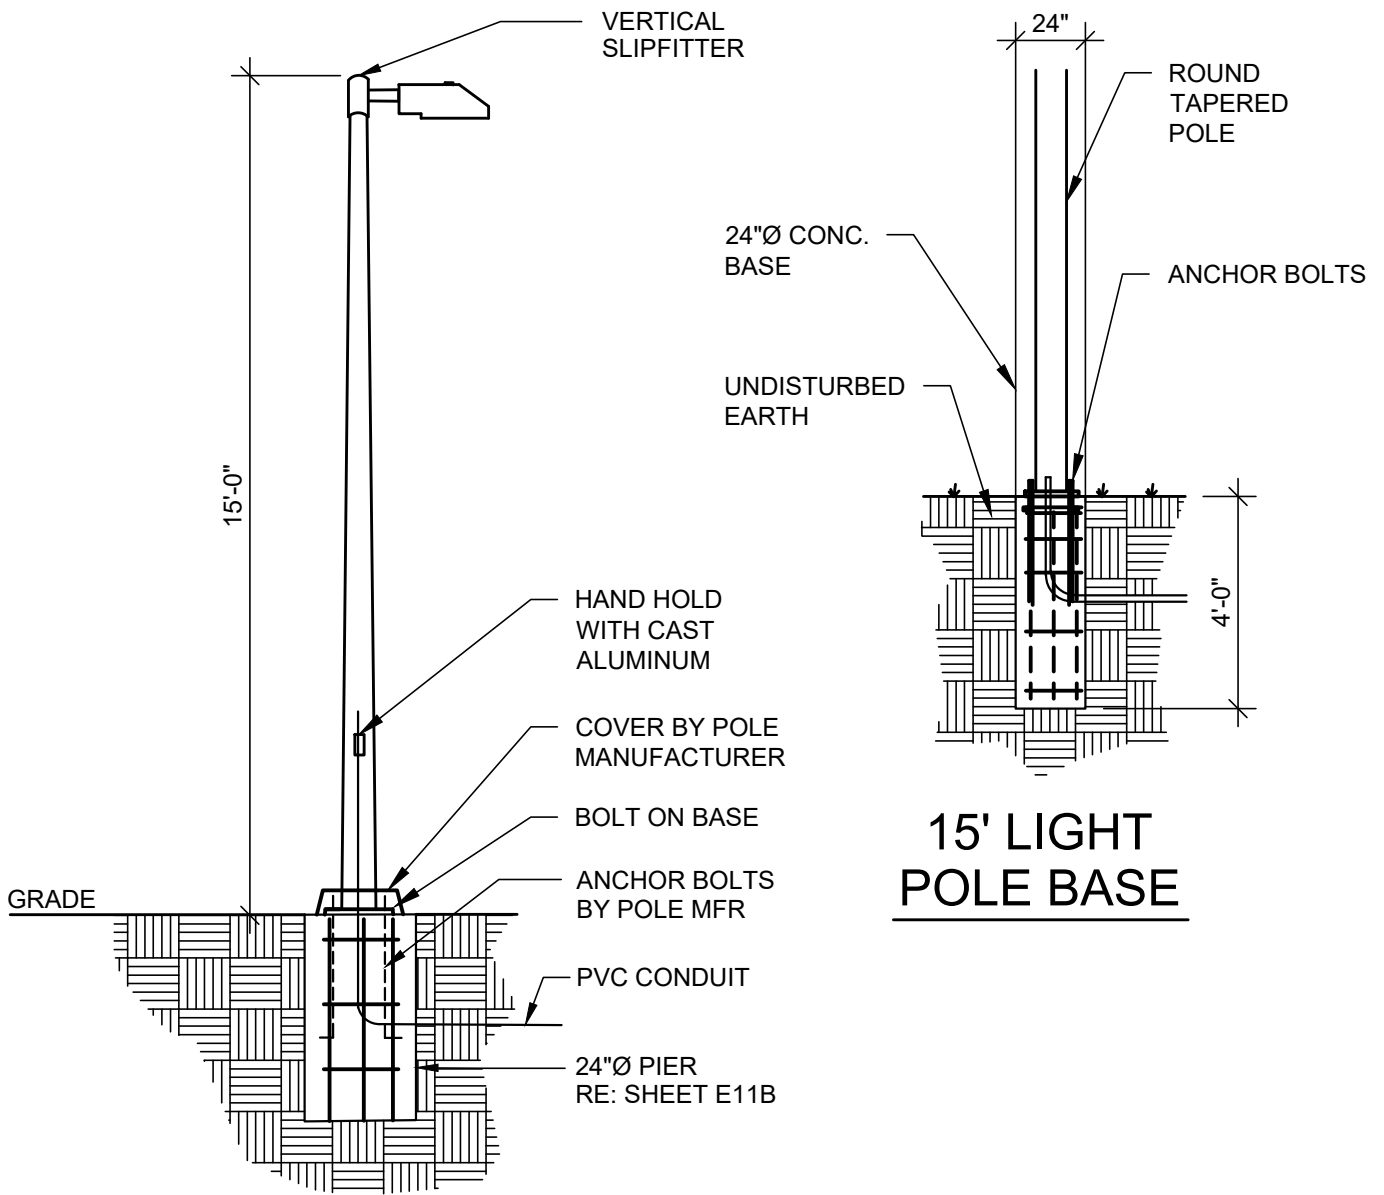 VERTICAL
SLIPFITTER
15'-0"
HAND HOLD
WITH CAST
ALUMINUM
COVER BY POLE
MANUFACTURER
BOLT ON BASE
ANCHOR BOLTS
BY POLE MFR
GRADE
PVC CONDUIT
24"Ø PIER
RE: SHEET E11B
24"
ROUND
TAPERED
POLE
24"Ø CONC.
BASE
ANCHOR BOLTS
UNDISTURBED
EARTH
4'-0"
15' LIGHT
POLE BASE